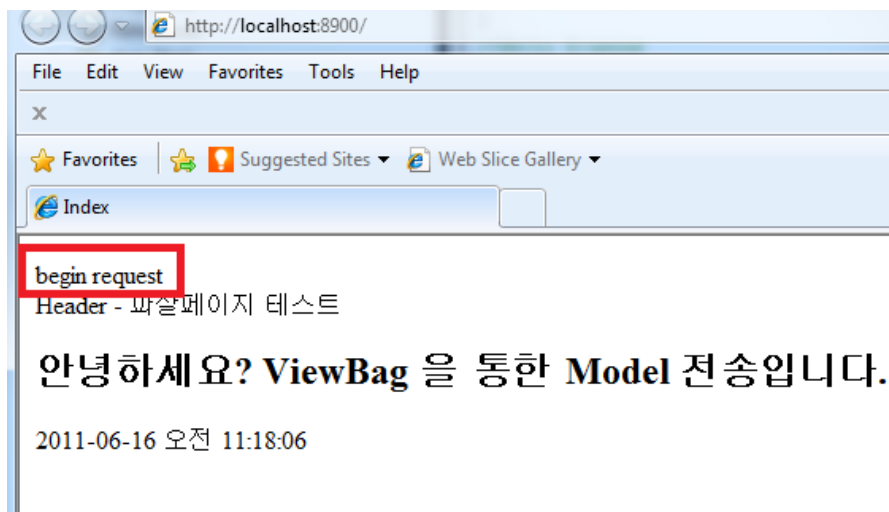 http://localhost:8900/
File Edit View Favorites Tools Help
x
Favorites Suggested Sites Web Slice Gallery
Index
begin request
Header - 파샬페이지 테스트
안녕하세요? ViewBag 을 통한 Model 전송입니다.
2011-06-16 오전 11:18:06